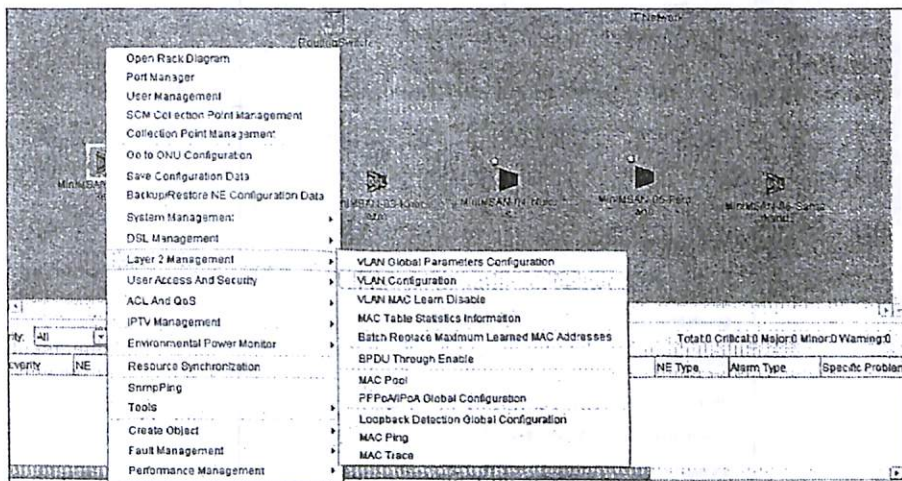 IT Network
RoutingSwitch
Open Rack Diagram
Port Manager
User Management
SCM Collection Point Management
Collection Point Management
Go to ONU Configuration
Save Configuration Data
Backup/Restore NE Configuration Data
System Management
DSL Management
Layer 2 Management
User Access And Security
ACL And QoS
IPTV Management
Environmental Power Monitor
Resource Synchronization
SnmpPing
Tools
Create Object
Fault Management
Performance Management
VLAN Global Parameters Configuration
VLAN Configuration
VLAN MAC Learn Disable
MAC Table Statistics Information
Batch Replace Maximum Learned MAC Addresses
BPDU Through Enable
MAC Pool
PPPoA/IPoA Global Configuration
Loopback Detection Global Configuration
MAC Ping
MAC Trace
All
Total:0 Critical:0 Major:0 Minor:0 Warning:0
NE
NE Type
Alarm Type
Specific Problem